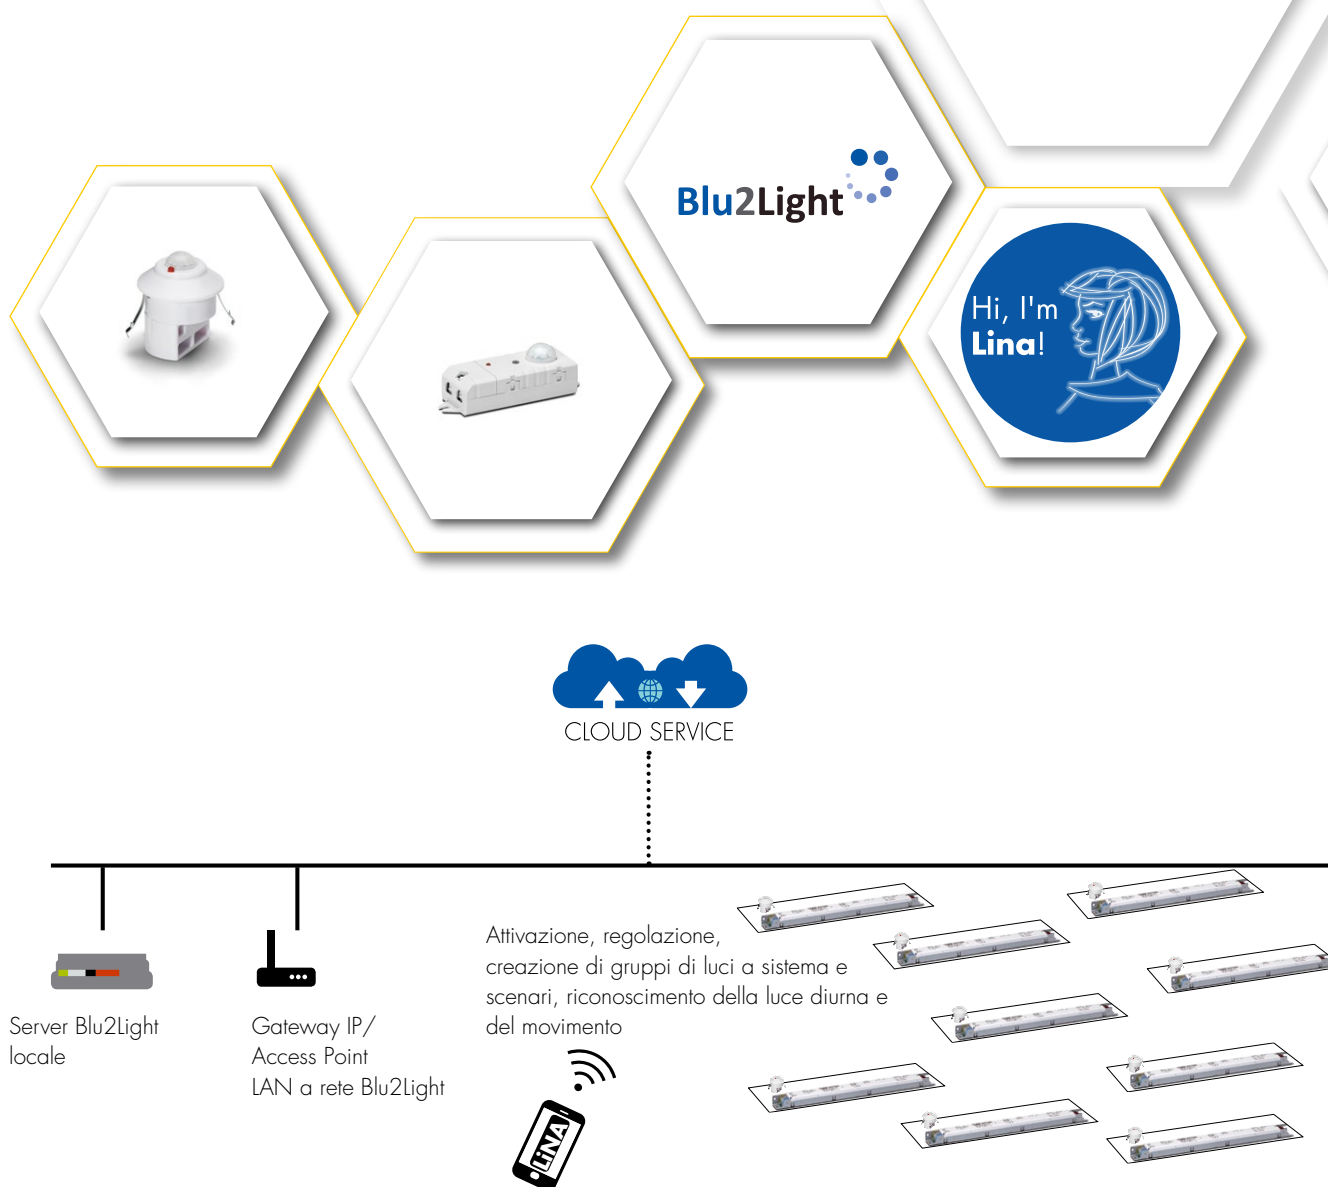 Blu2Light
Hi, I'm
Lina!
CLOUD SERVICE
Server Blu2Light
locale
Gateway IP/
Access Point
LAN a rete Blu2Light
Attivazione, regolazione,
creazione di gruppi di luci a sistema e
scenari, riconoscimento della luce diurna e
del movimento
LiNA